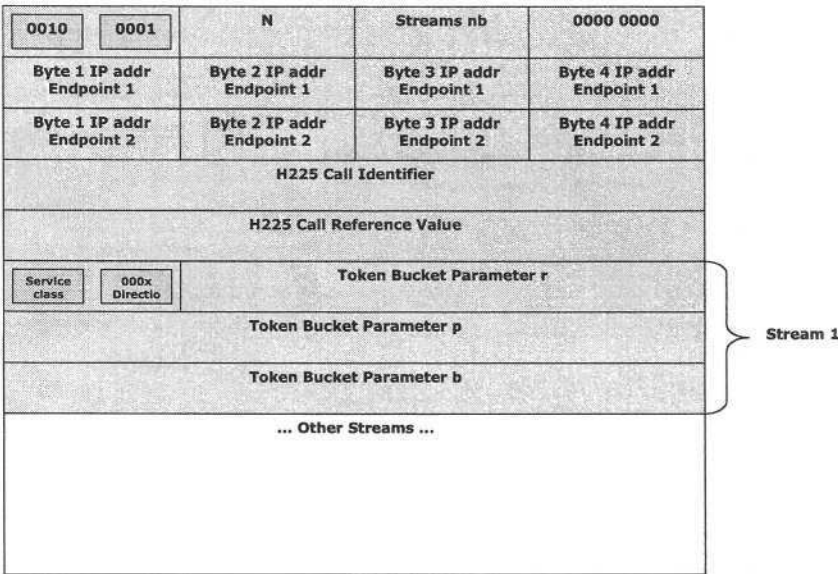 0010 0001 N Streams nb 0000 0000
Byte 1 IP addr Byte 2 IP addr Byte 3 IP addr Byte 4 IP addr
Endpoint 1 Endpoint 1 Endpoint 1 Endpoint 1
Byte 1 IP addr Byte 2 IP addr Byte 3 IP addr Byte 4 IP addr
Endpoint 2 Endpoint 2 Endpoint 2 Endpoint 2
H225 Call Identifier
H225 Call Reference Value
Service class 000x Directio Token Bucket Parameter r
Token Bucket Parameter p
Stream 1
Token Bucket Parameter b
... Other Streams ...